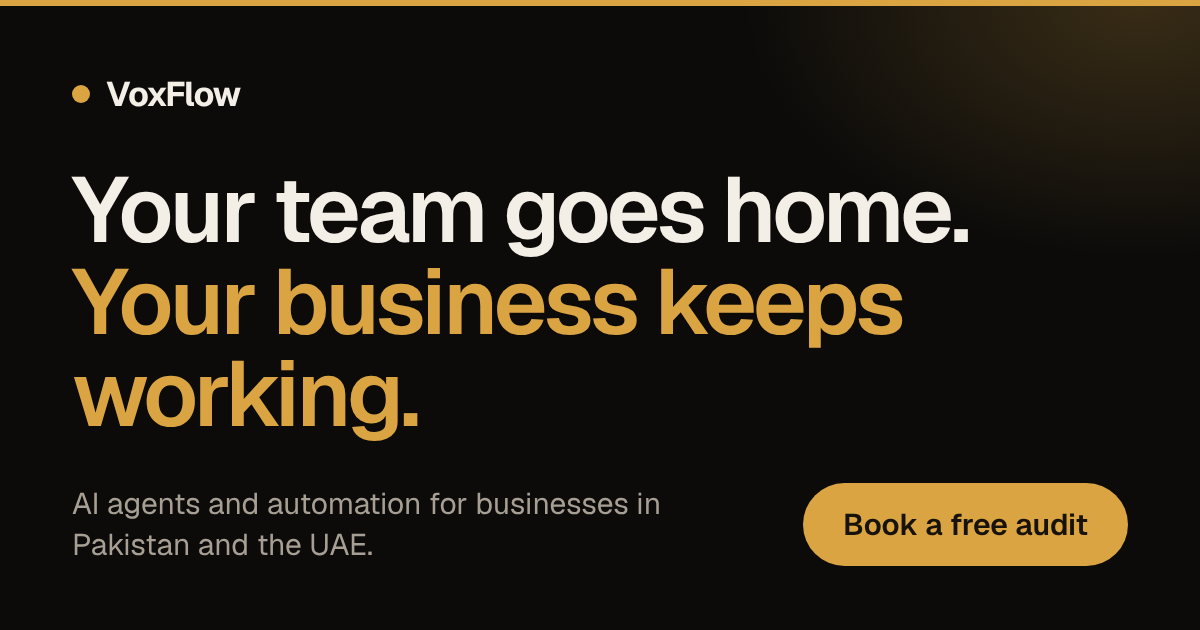 VoxFlow
Your team goes home.
Your business keeps
working.
AI agents and automation for businesses in
Pakistan and the UAE.
Book a free audit